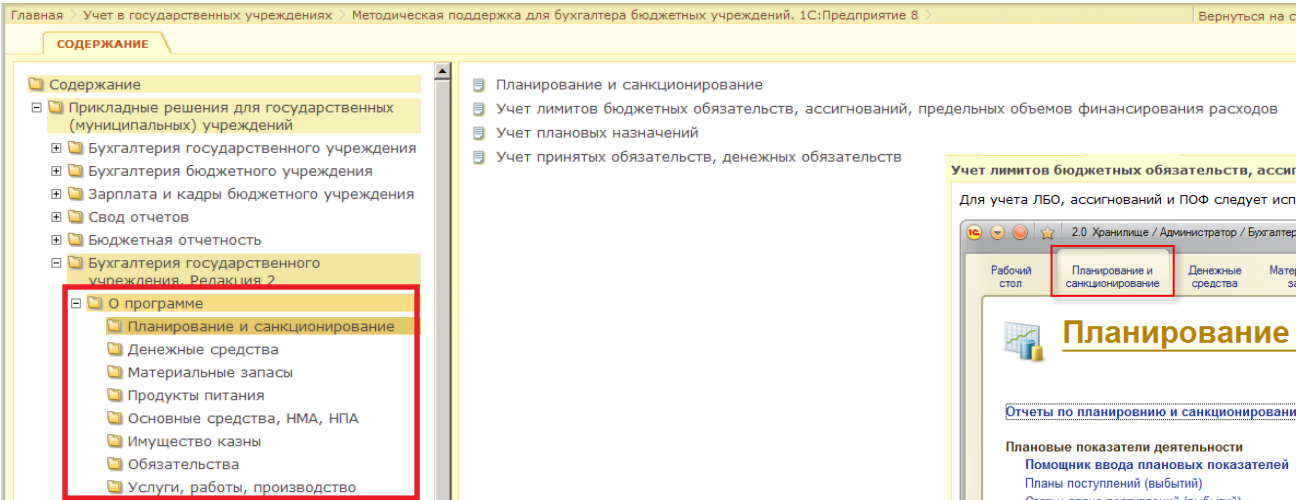 Главная > Учет в государственных учреждениях > Методическая поддержка для бухгалтера бюджетных учреждений. 1С:Предприятие 8 >
Вернуться на с
СОДЕРЖАНИЕ
Содержание
Прикладные решения для государственных
(муниципальных) учреждений
Бухгалтерия государственного учреждения
Бухгалтерия бюджетного учреждения
Зарплата и кадры бюджетного учреждения
Свод отчетов
Бюджетная отчетность
Бухгалтерия государственного
учреждения. Редакция 2
О программе
Планирование и санкционирование
Денежные средства
Материальные запасы
Продукты питания
Основные средства, НМА, НПА
Имущество казны
Обязательства
Услуги, работы, производство
Планирование и санкционирование
Учет лимитов бюджетных обязательств, ассигнований, предельных объемов финансирования расходов
Учет плановых назначений
Учет принятых обязательств, денежных обязательств
Учет лимитов бюджетных обязательств, ассиг
Для учета ЛБО, ассигнований и ПОФ следует исп
1С 2.0 Хранилище / Администратор / Бухгалтер
Рабочий
стол
Планирование и
санкционирование
Денежные
средства
Матер
за
Планирование
Отчеты по планировнию и санкционировани
Плановые показатели деятельности
Помощник ввода плановых показателей
Планы поступлений (выбытий)